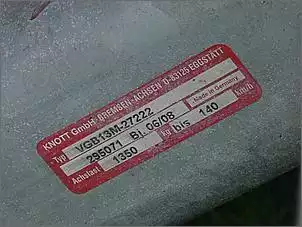 KNOTT GmbH·BREMSEN-ACHSEN D-83125 EGGSTÄTT
Typ VGB13M-27222 Made in Germany
295071 Bj. 06/08
Achslast 1350 kg bis 140 km/h